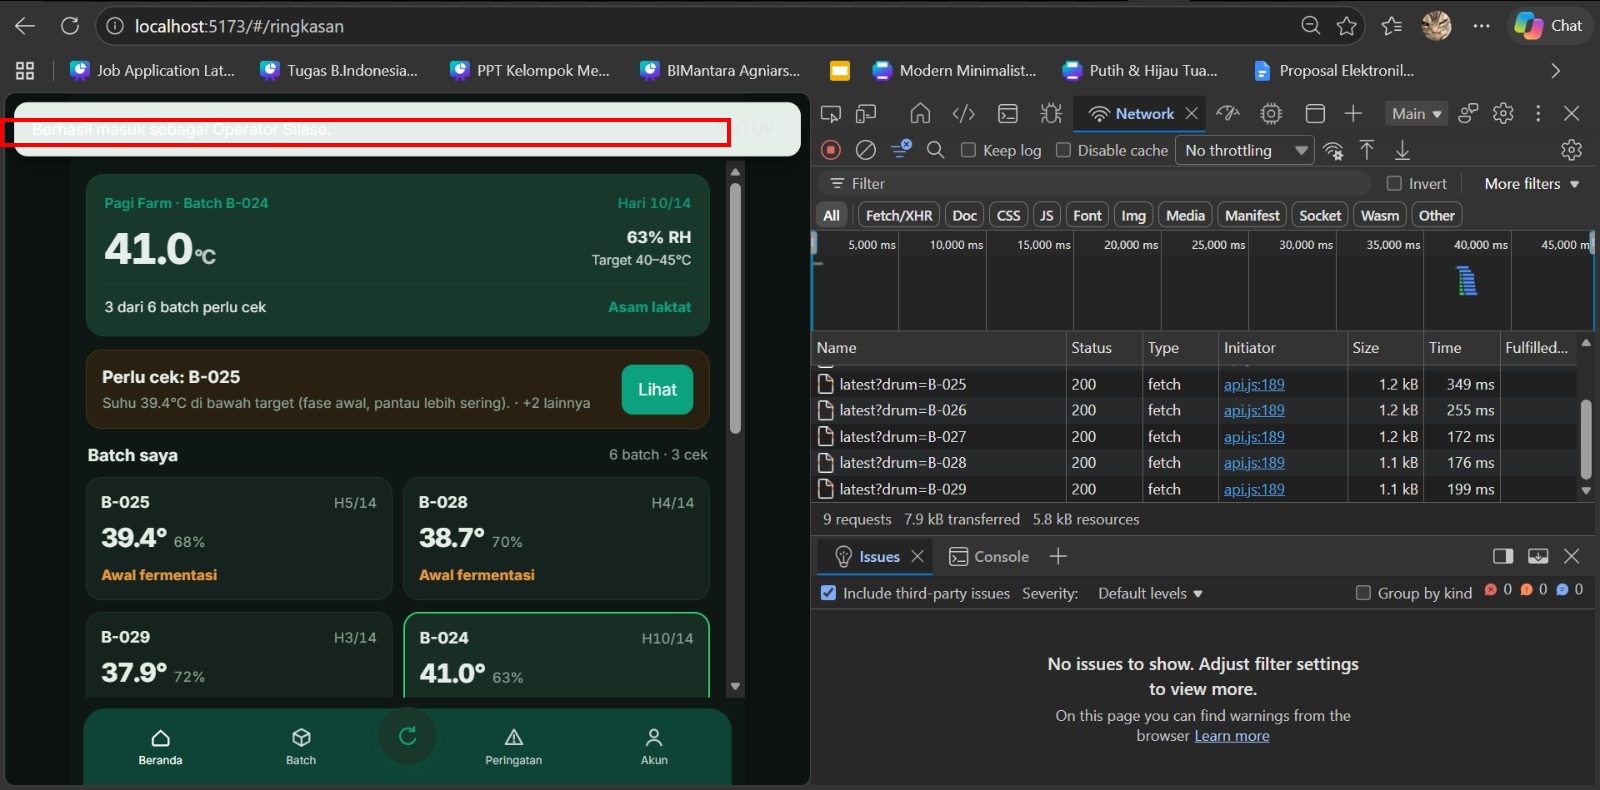 localhost:5173/#/ringkasan
Chat
Job Application Lat...
Tugas B.Indonesia...
PPT Kelompok Me...
BIMantara Agniars...
Modern Minimalist...
Putih & Hijau Tua...
Proposal Elektronil...
Berhasil masuk sebagai Operator Silase.
Pagi Farm · Batch B-024
Hari 10/14
41.0°C
63% RH
Target 40–45°C
3 dari 6 batch perlu cek
Asam laktat
Perlu cek: B-025
Suhu 39.4°C di bawah target (fase awal, pantau lebih sering). · +2 lainnya
Lihat
Batch saya
6 batch · 3 cek
B-025
H5/14
39.4° 68%
Awal fermentasi
B-028
H4/14
38.7° 70%
Awal fermentasi
B-029
H3/14
37.9° 72%
B-024
H10/14
41.0° 63%
Beranda
Batch
Peringatan
Akun
Network
Main
Keep log
Disable cache
No throttling
Filter
Invert
More filters
All
Fetch/XHR
Doc
CSS
JS
Font
Img
Media
Manifest
Socket
Wasm
Other
5,000 ms
10,000 ms
15,000 ms
20,000 ms
25,000 ms
30,000 ms
35,000 ms
40,000 ms
45,000 m
Name Status Type Initiator Size Time Fulfilled...
latest?drum=B-025 200 fetch api.js:189 1.2 kB 349 ms
latest?drum=B-026 200 fetch api.js:189 1.2 kB 255 ms
latest?drum=B-027 200 fetch api.js:189 1.2 kB 172 ms
latest?drum=B-028 200 fetch api.js:189 1.1 kB 176 ms
latest?drum=B-029 200 fetch api.js:189 1.1 kB 199 ms
9 requests 7.9 kB transferred 5.8 kB resources
Issues
Console
Include third-party issues
Severity:
Default levels
Group by kind
0
0
0
No issues to show. Adjust filter settings
to view more.
On this page you can find warnings from the
browser Learn more